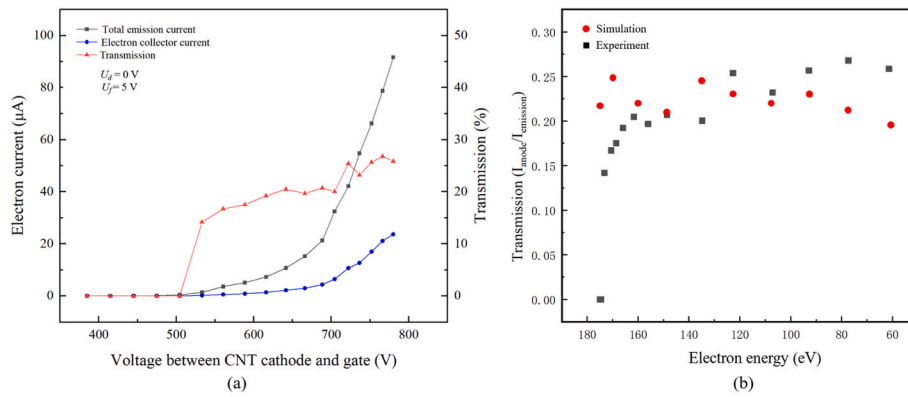 (a)
Total emission current
Electron collector current
Transmission
U_d = 0 V
U_f = 5 V
100
80
60
40
20
0
Electron current (μA)
50
40
30
20
10
0
Transmission (%)
400
500
600
700
800
Voltage between CNT cathode and gate (V)
(a)
(b)
Simulation
Experiment
0.30
0.25
0.20
0.15
0.10
0.05
0.00
Transmission (I_anode/I_emission)
180
160
140
120
100
80
60
Electron energy (eV)
(b)